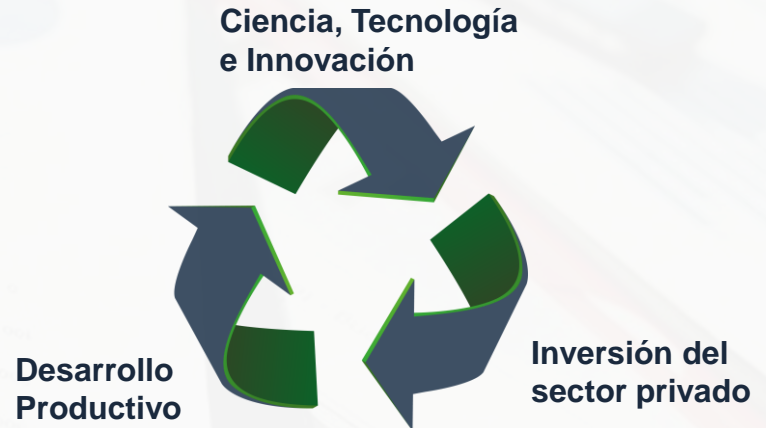 Ciencia, Tecnología
e Innovación
Inversión del
sector privado
Desarrollo
Productivo